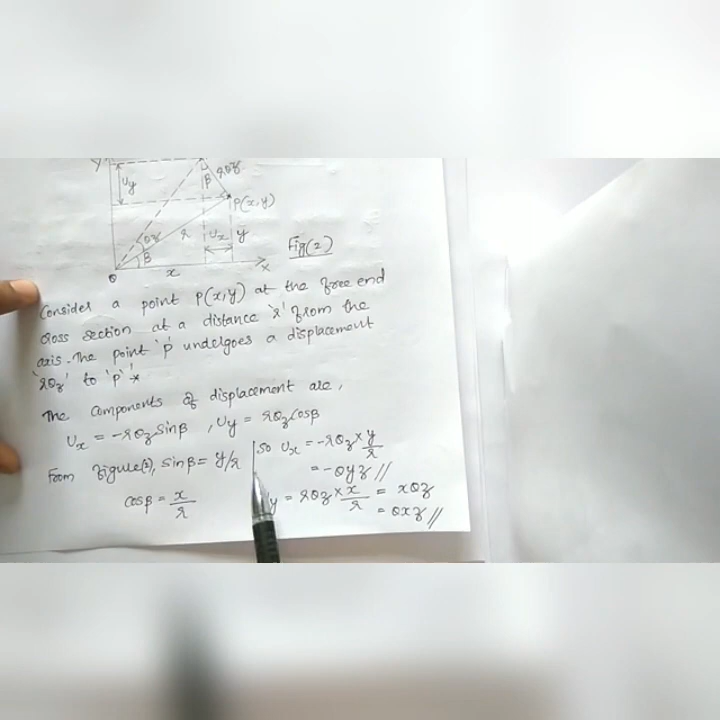 y'
Uy
β
rθz
P(x,y)
θz
r
Ux
y
β
Fig(2)
0
x
x
Consider a point P(x,y) at the free end
cross section at a distance 'r' from the
axis. The point 'p' undergoes a displacement
'rθz' to 'p'
The components of displacement are,
Ux = -rθz sinβ , Uy = rθz cosβ
From figure(2), sinβ = y/r
cosβ = x/r
so Ux = -rθz × y/r
= -θyz //
y = rθz × x/r = xθz
= θxz //